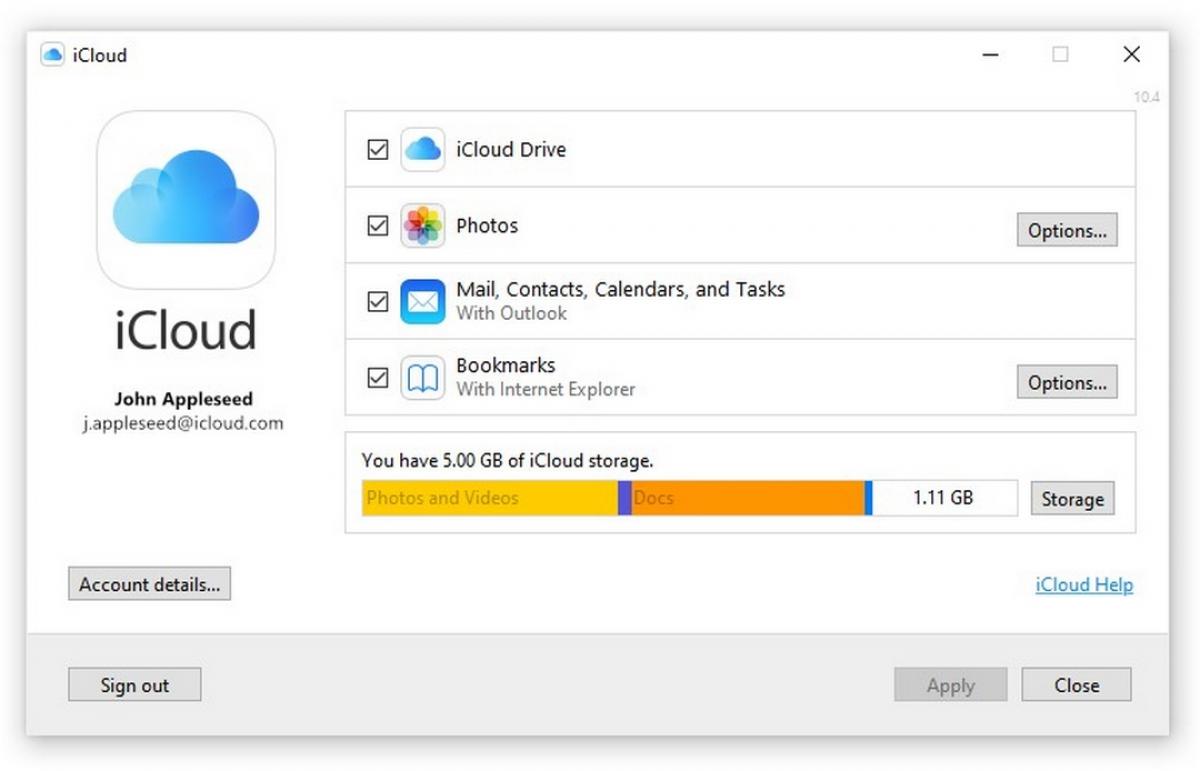 iCloud
10.4
iCloud
John Appleseed
j.appleseed@icloud.com
iCloud Drive
Photos
Options...
Mail, Contacts, Calendars, and Tasks
With Outlook
Bookmarks
With Internet Explorer
Options...
You have 5.00 GB of iCloud storage.
Photos and Videos Docs 1.11 GB Storage
Account details...
iCloud Help
Sign out
Apply
Close